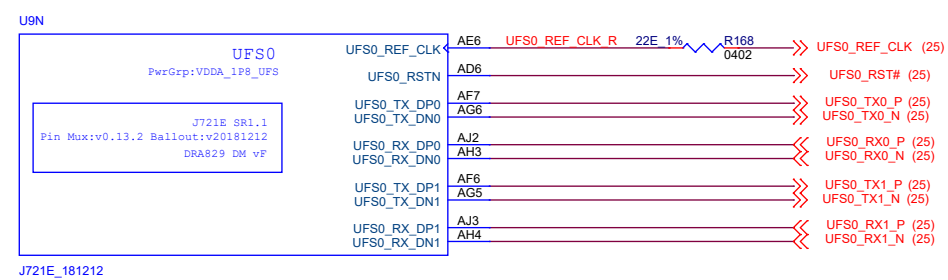 U9N
UFS0
PwrGrp:VDDA_1P8_UFS
J721E SR1.1
Pin Mux:v0.13.2 Ballout:v20181212
DRA829 DM vF
UFS0_REF_CLK AE6 UFS0_REF_CLK_R 22E_1% R168 0402 UFS0_REF_CLK (25)
UFS0_RSTN AD6 UFS0_RST# (25)
UFS0_TX_DP0 AF7 UFS0_TX0_P (25)
UFS0_TX_DN0 AG6 UFS0_TX0_N (25)
UFS0_RX_DP0 AJ2 UFS0_RX0_P (25)
UFS0_RX_DN0 AH3 UFS0_RX0_N (25)
UFS0_TX_DP1 AF6 UFS0_TX1_P (25)
UFS0_TX_DN1 AG5 UFS0_TX1_N (25)
UFS0_RX_DP1 AJ3 UFS0_RX1_P (25)
UFS0_RX_DN1 AH4 UFS0_RX1_N (25)
J721E_181212